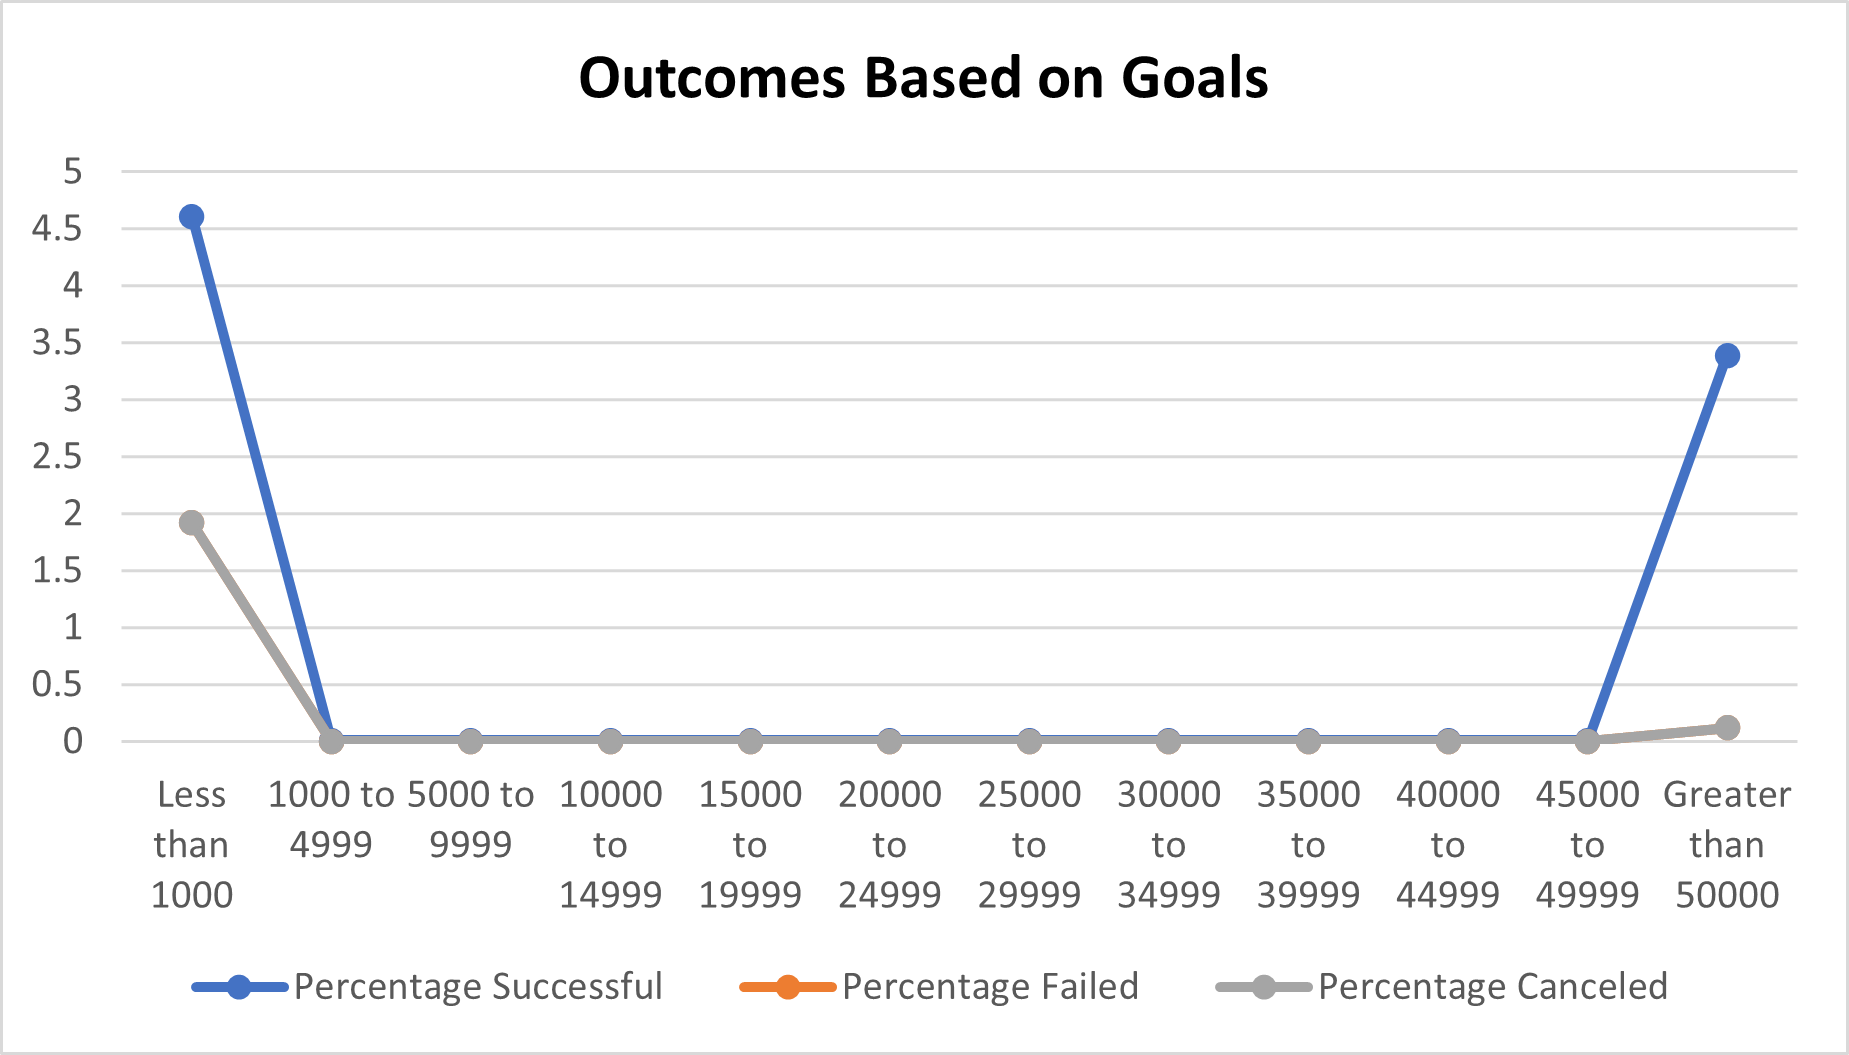 Outcomes Based on Goals
5
4.5
4
3.5
3
2.5
2
1.5
1
0.5
0
Less than 1000
1000 to 4999
5000 to 9999
10000 to 14999
15000 to 19999
20000 to 24999
25000 to 29999
30000 to 34999
35000 to 39999
40000 to 44999
45000 to 49999
Greater than 50000
Percentage Successful
Percentage Failed
Percentage Canceled